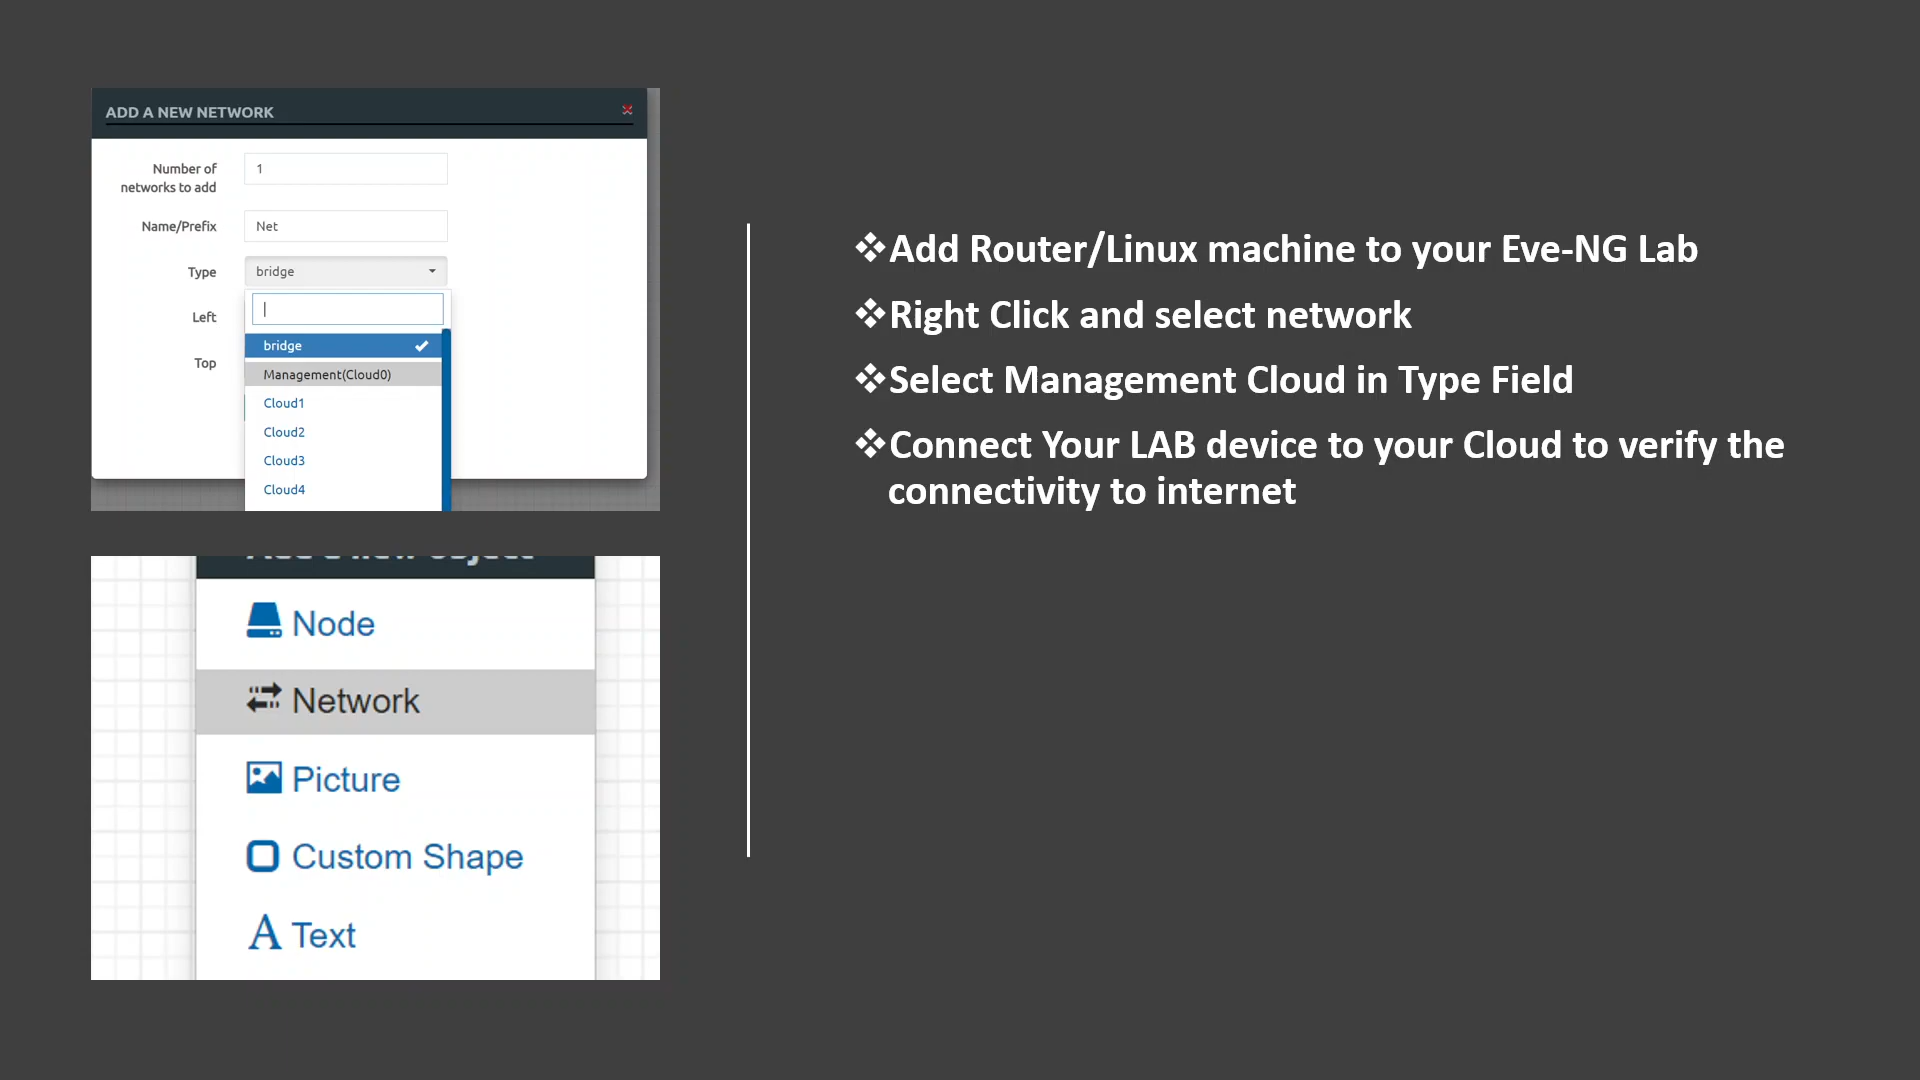 ADD A NEW NETWORK
Number of
networks to add
1
Name/Prefix
Net
Type
bridge
Left
bridge
Management(Cloud0)
Top
Cloud1
Cloud2
Cloud3
Cloud4
Add a new object
Node
Network
Picture
Custom Shape
Text
❖Add Router/Linux machine to your Eve-NG Lab
❖Right Click and select network
❖Select Management Cloud in Type Field
❖Connect Your LAB device to your Cloud to verify the
connectivity to internet